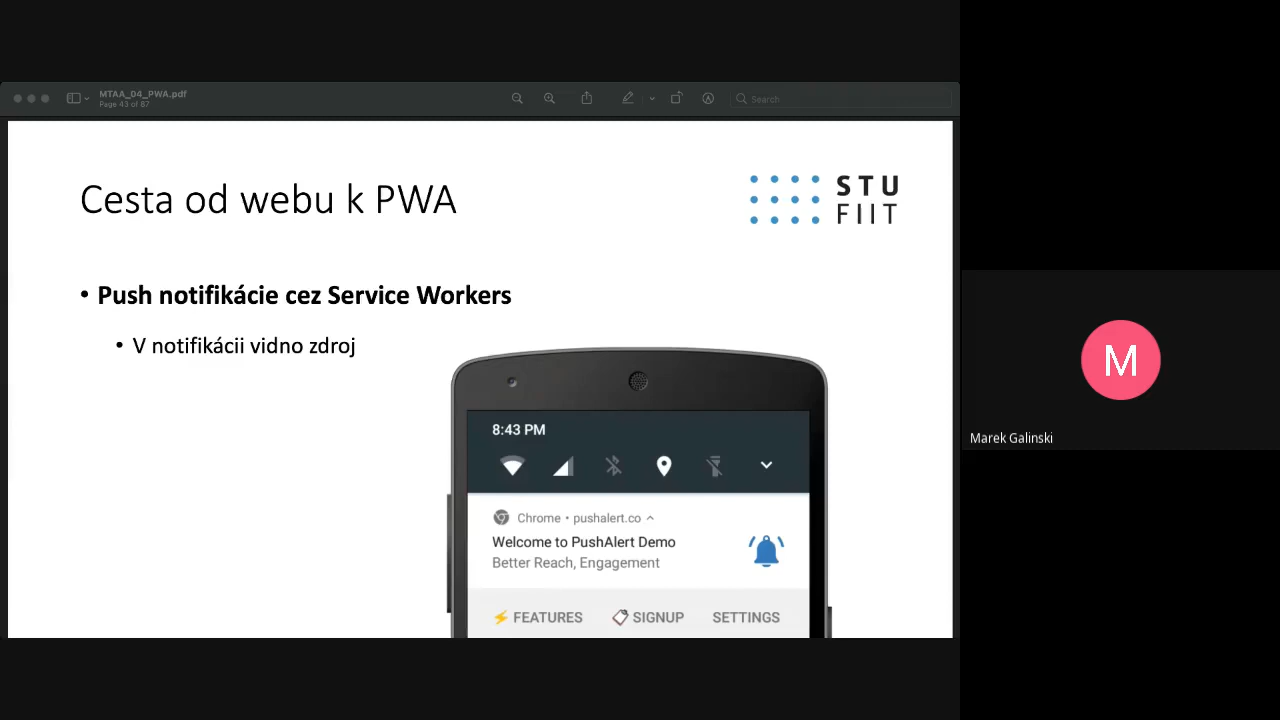 MTAA_04_PWA.pdf
Page 43 of 87
Search
Cesta od webu k PWA
STU
FIIT
• Push notifikácie cez Service Workers
• V notifikácii vidno zdroj
8:43 PM
Chrome • pushalert.co
Welcome to PushAlert Demo
Better Reach, Engagement
FEATURES SIGNUP SETTINGS
M
Marek Galinski